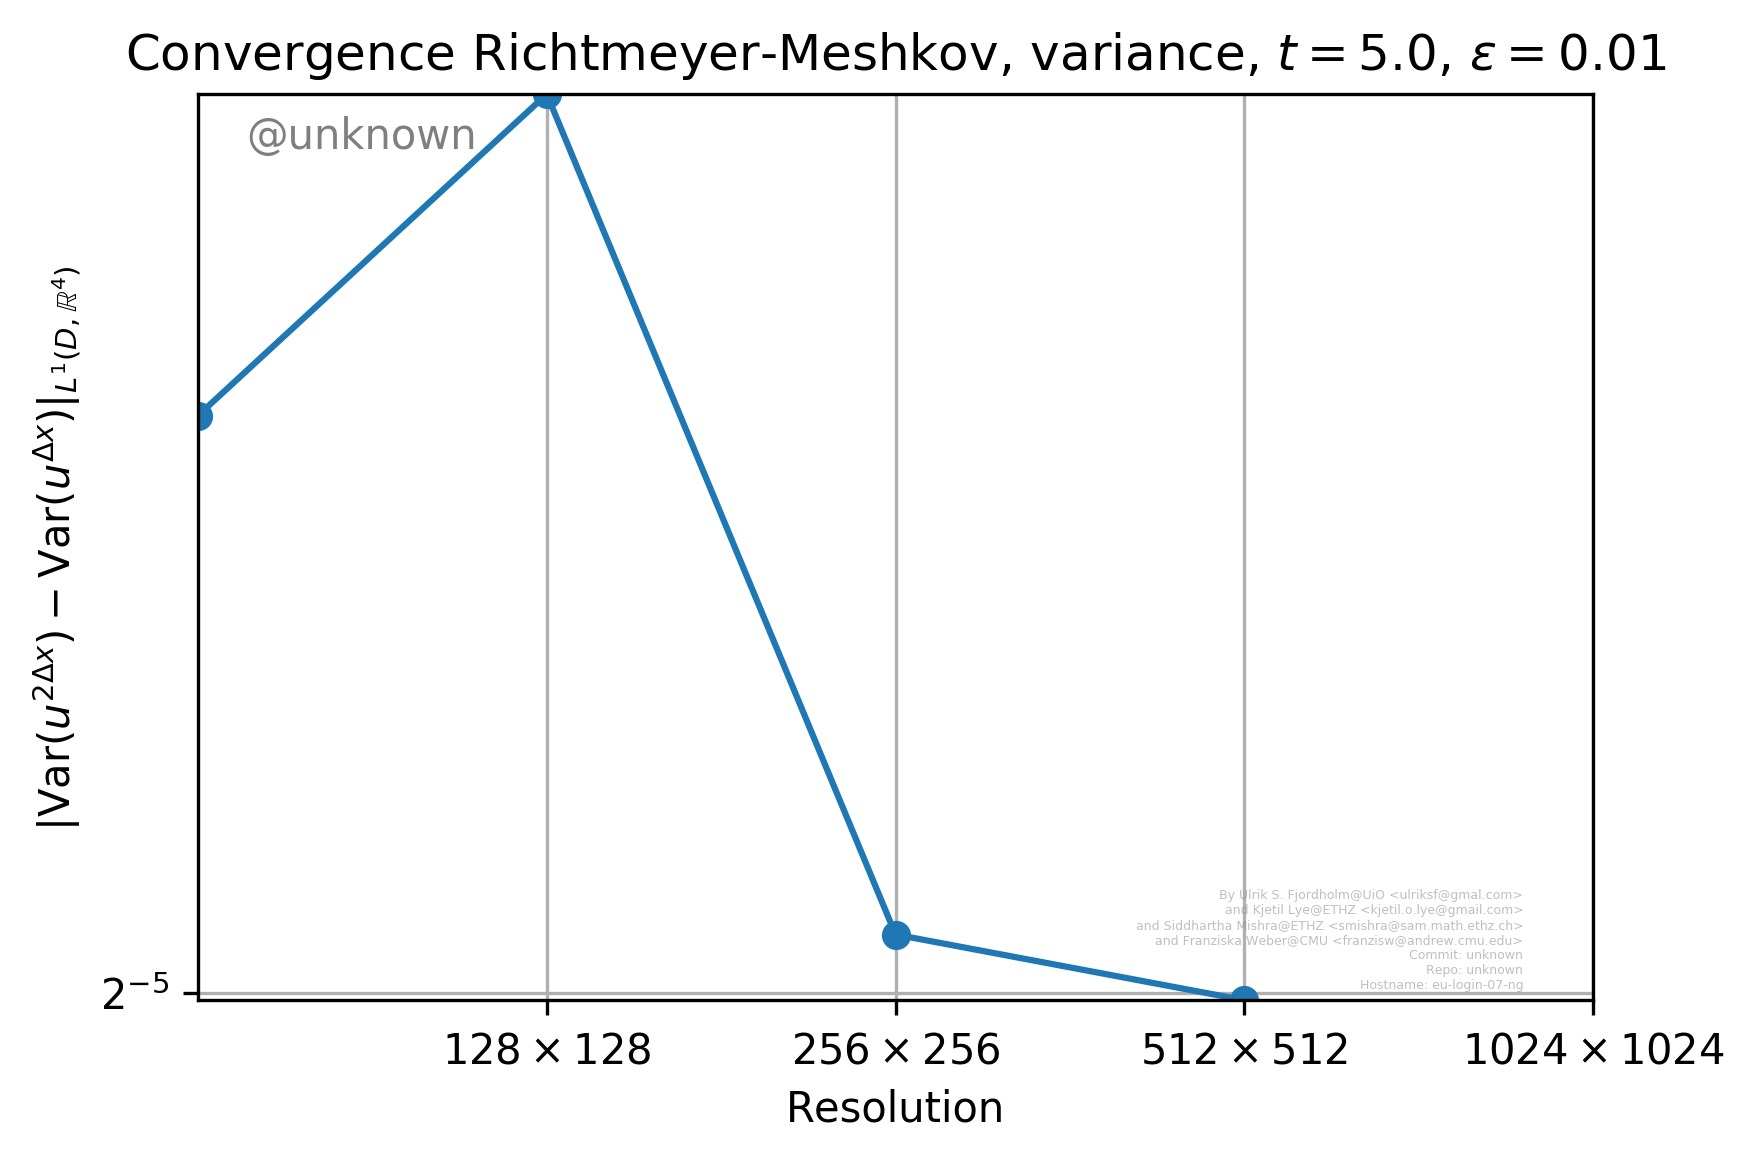 Convergence Richtmeyer-Meshkov, variance, t = 5.0, ε = 0.01
@unknown
|Var(u^{2Δx}) − Var(u^{Δx})|_{L^1(D, ℝ^4)}
2^{−5}
By Ulrik S. Fjordholm@UiO <ulriksf@gmal.com>
and Kjetil Lye@ETHZ <kjetil.o.lye@gmail.com>
and Siddhartha Mishra@ETHZ <smishra@sam.math.ethz.ch>
and Franziska Weber@CMU <franzisw@andrew.cmu.edu>
Commit: unknown
Repo: unknown
Hostname: eu-login-07-ng
128 × 128 256 × 256 512 × 512 1024 × 1024
Resolution